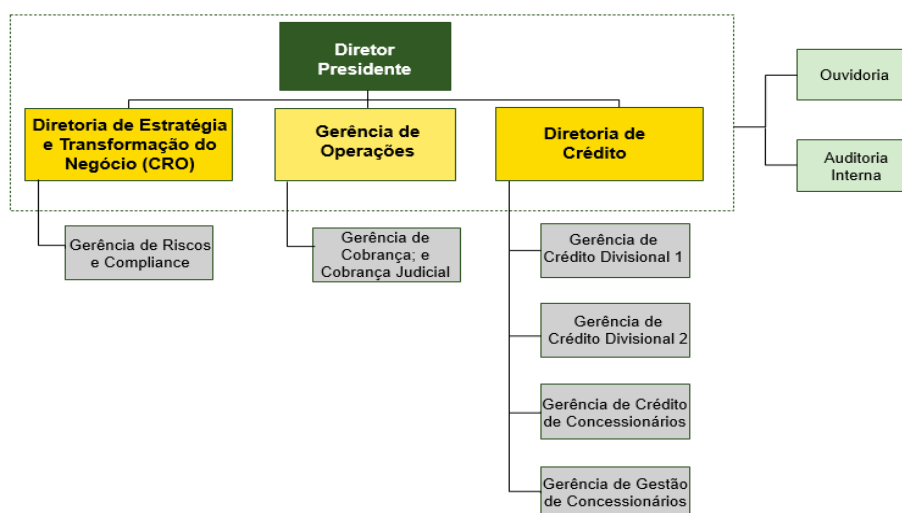 Diretor
Presidente
Diretoria de Estratégia
e Transformação do
Negócio (CRO)
Gerência de
Operações
Diretoria de
Crédito
Ouvidoria
Auditoria
Interna
Gerência de Riscos
e Compliance
Gerência de
Cobrança; e
Cobrança Judicial
Gerência de
Crédito Divisional 1
Gerência de
Crédito Divisional 2
Gerência de Crédito
de Concessionários
Gerência de Gestão
de Concessionários